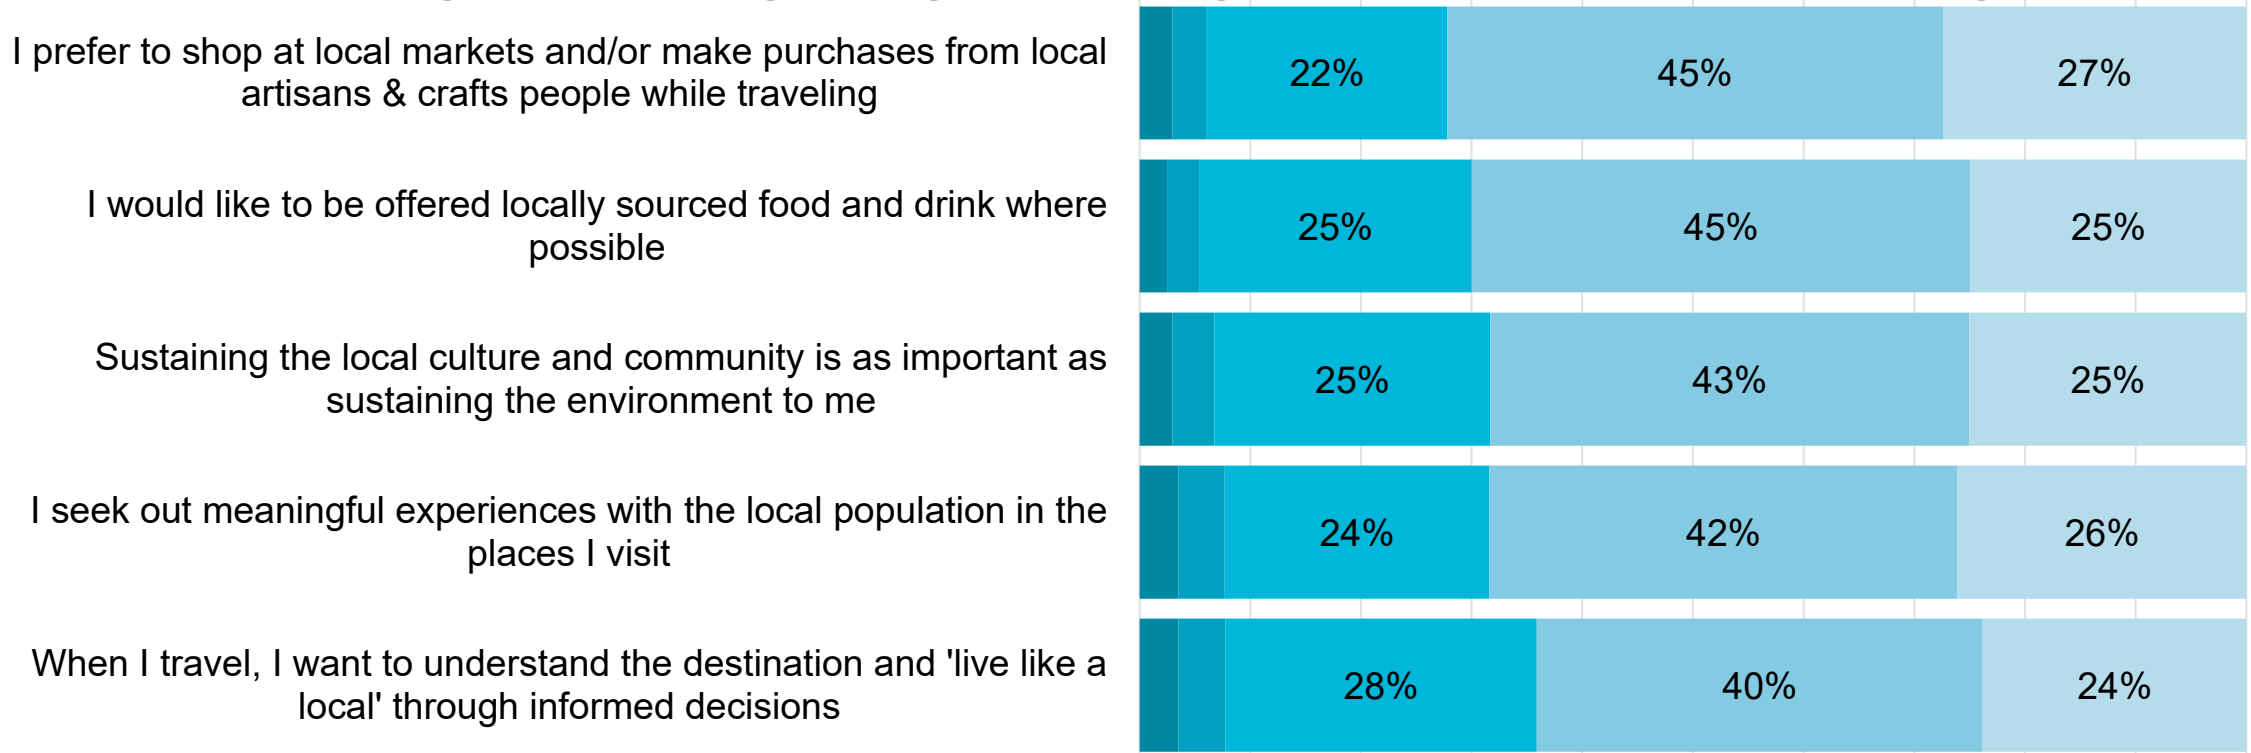 I prefer to shop at local markets and/or make purchases from local
artisans & crafts people while traveling
22%
45%
27%
I would like to be offered locally sourced food and drink where
possible
25%
45%
25%
Sustaining the local culture and community is as important as
sustaining the environment to me
25%
43%
25%
I seek out meaningful experiences with the local population in the
places I visit
24%
42%
26%
When I travel, I want to understand the destination and 'live like a
local' through informed decisions
28%
40%
24%